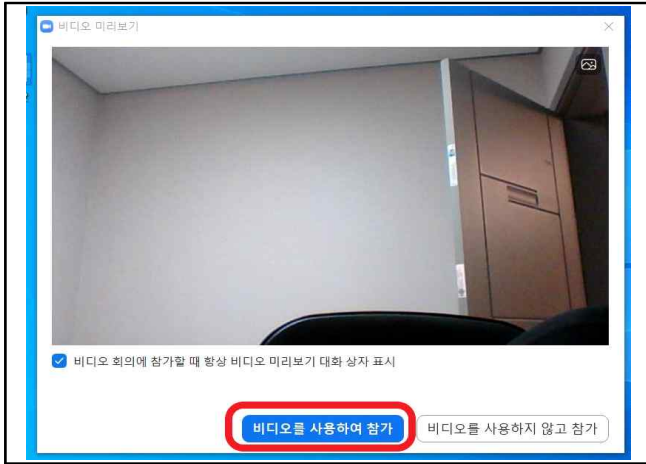 비디오 미리보기
비디오 회의에 참가할 때 항상 비디오 미리보기 대화 상자 표시
비디오를 사용하여 참가
비디오를 사용하지 않고 참가